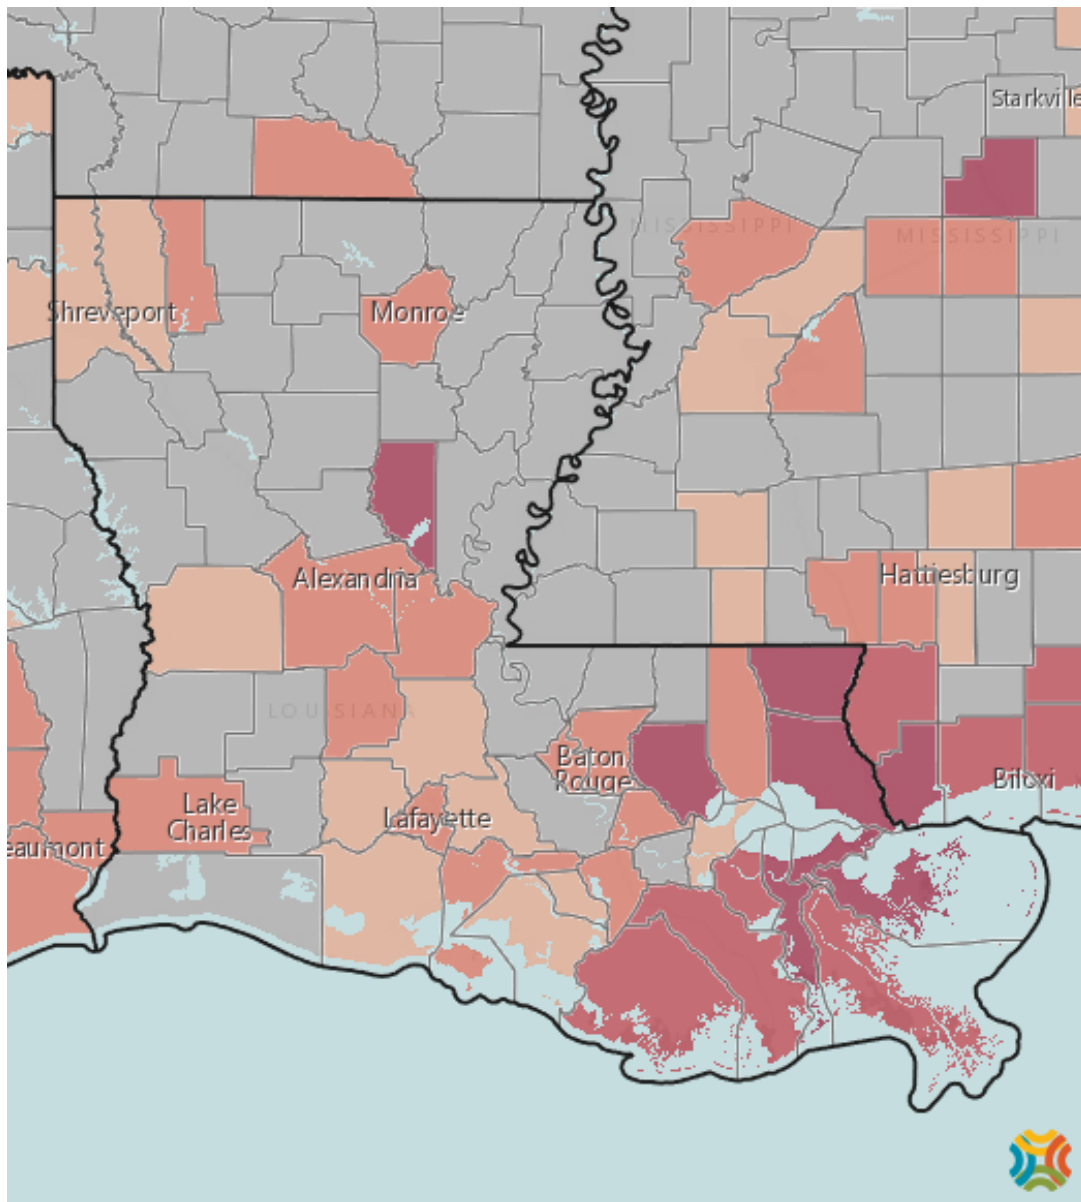 Starkville
MISSISSIPPI
MISSISSIPPI
Shreveport
Monroe
Alexandria
Hattiesburg
LOUISIANA
Baton
Rouge
Biloxi
Lake
Charles
Lafayette
eaumont